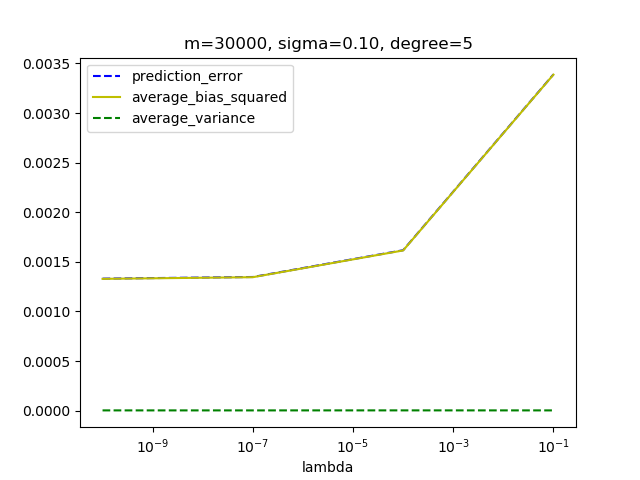 m=30000, sigma=0.10, degree=5
prediction_error
average_bias_squared
average_variance
0.0035
0.0030
0.0025
0.0020
0.0015
0.0010
0.0005
0.0000
10⁻⁹ 10⁻⁷ 10⁻⁵ 10⁻³ 10⁻¹
lambda